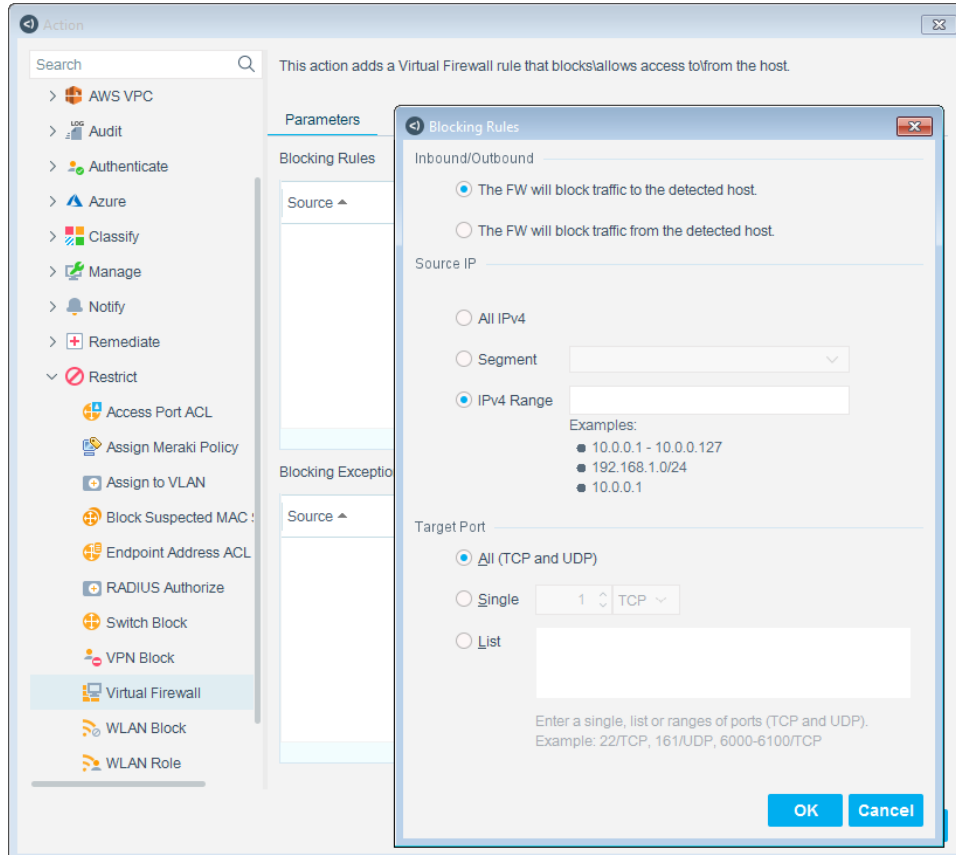 Action
Search
This action adds a Virtual Firewall rule that blocks\allows access to\from the host.
AWS VPC
LOG
Audit
Authenticate
Azure
Classify
Manage
Notify
Remediate
Restrict
Access Port ACL
Assign Meraki Policy
Assign to VLAN
Block Suspected MAC
Endpoint Address ACL
RADIUS Authorize
Switch Block
VPN Block
Virtual Firewall
WLAN Block
WLAN Role
Parameters
Blocking Rules
Source
Blocking Exceptio
Source
Blocking Rules
Inbound/Outbound
The FW will block traffic to the detected host.
The FW will block traffic from the detected host.
Source IP
All IPv4
Segment
IPv4 Range
Examples:
10.0.0.1 - 10.0.0.127
192.168.1.0/24
10.0.0.1
Target Port
All (TCP and UDP)
Single 1 TCP
List
Enter a single, list or ranges of ports (TCP and UDP).
Example: 22/TCP, 161/UDP, 6000-6100/TCP
OK Cancel